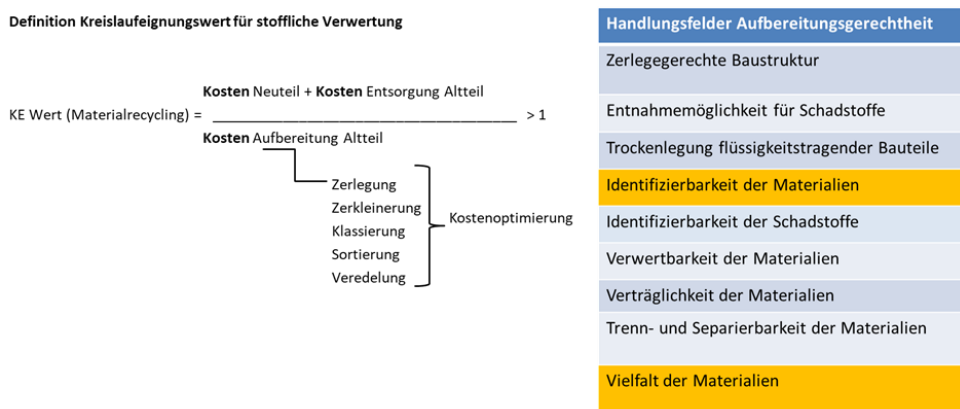 Definition Kreislaufeignungswert für stoffliche Verwertung
Kosten Neuteil + Kosten Entsorgung Altteil
KE Wert (Materialrecycling) = ________________________________ > 1
Kosten Aufbereitung Altteil
Zerlegung
Zerkleinerung
Klassierung
Sortierung
Veredelung
Kostenoptimierung
Handlungsfelder Aufbereitungsgerechtheit
Zerlegegerechte Baustruktur
Entnahmemöglichkeit für Schadstoffe
Trockenlegung flüssigkeitstragender Bauteile
Identifizierbarkeit der Materialien
Identifizierbarkeit der Schadstoffe
Verwertbarkeit der Materialien
Verträglichkeit der Materialien
Trenn- und Separierbarkeit der Materialien
Vielfalt der Materialien